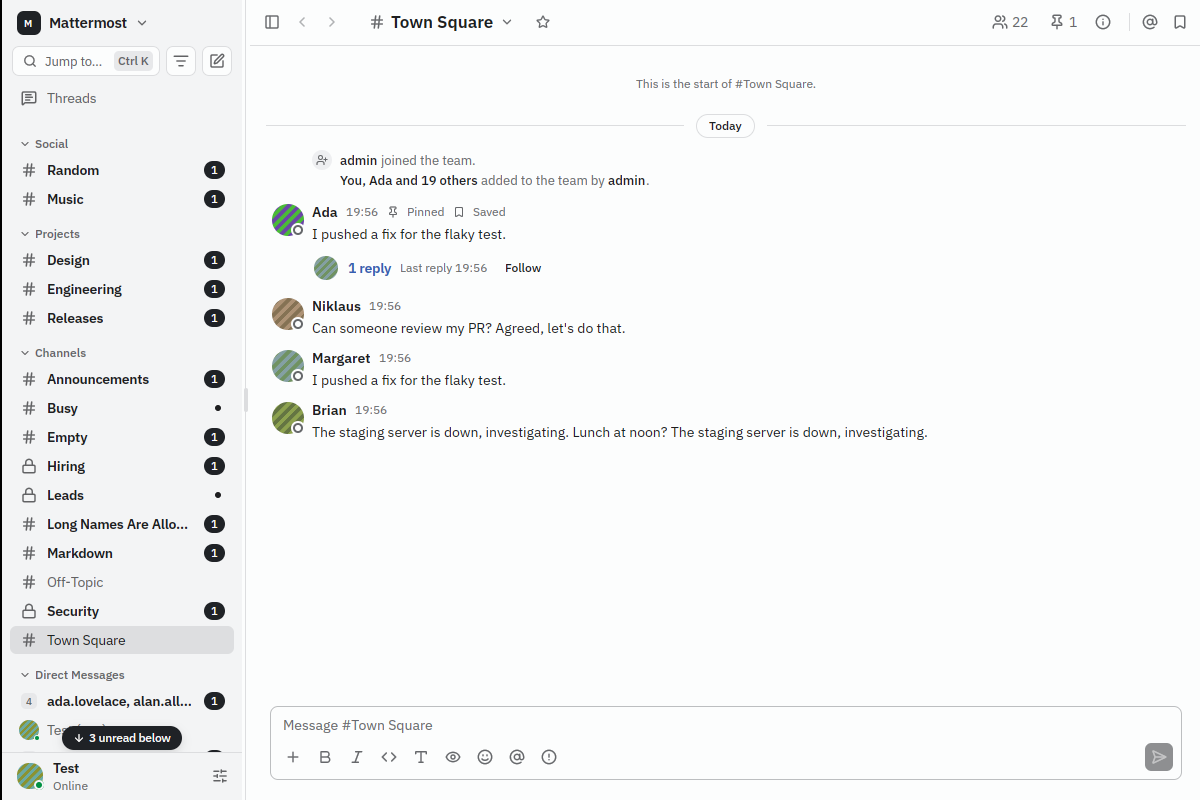 M Mattermost
Jump to... Ctrl K
Threads
Social
Random 1
Music 1
Projects
Design 1
Engineering 1
Releases 1
Channels
Announcements 1
Busy
Empty 1
Hiring 1
Leads
Long Names Are Allo... 1
Markdown 1
Off-Topic
Security 1
Town Square
Direct Messages
4 ada.lovelace, alan.all... 1
3 unread below
Test
Online
Town Square
22
1
This is the start of #Town Square.
Today
admin joined the team.
You, Ada and 19 others added to the team by admin.
Ada 19:56 Pinned Saved
I pushed a fix for the flaky test.
1 reply Last reply 19:56 Follow
Niklaus 19:56
Can someone review my PR? Agreed, let's do that.
Margaret 19:56
I pushed a fix for the flaky test.
Brian 19:56
The staging server is down, investigating. Lunch at noon? The staging server is down, investigating.
Message #Town Square